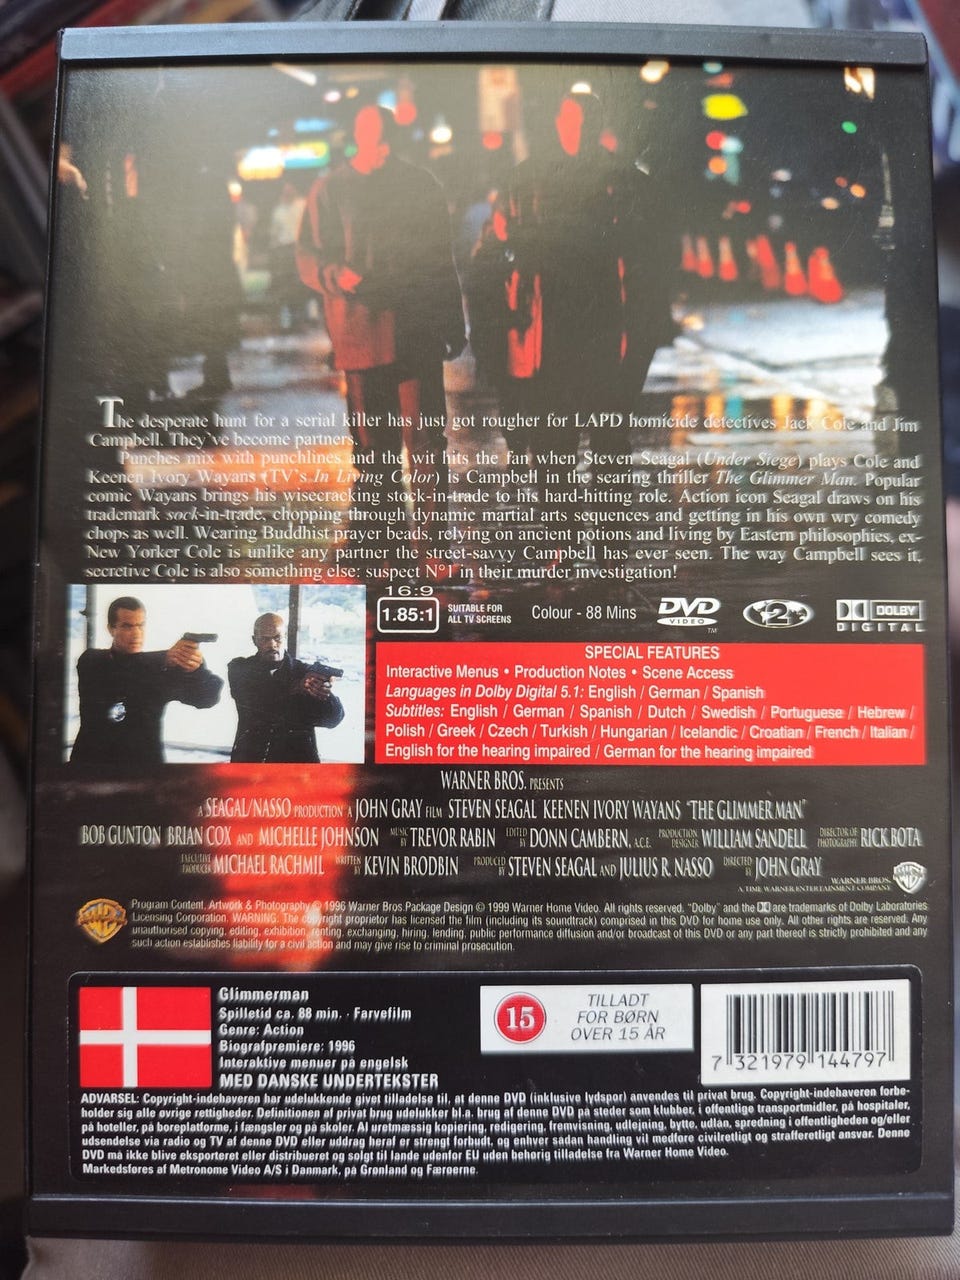 The desperate hunt for a serial killer has just got rougher for LAPD homicide detectives Jack Cole and Jim
Campbell. They've become partners.
Punches mix with punchlines and the wit hits the fan when Steven Seagal (Under Siege) plays Cole and
Keenen Ivory Wayans (TV's In Living Color) is Campbell in the searing thriller The Glimmer Man. Popular
comic Wayans brings his wisecracking stock-in-trade to his hard-hitting role. Action icon Seagal draws on his
trademark sock-in-trade, chopping through dynamic martial arts sequences and getting in his own wry comedy
chops as well. Wearing Buddhist prayer beads, relying on ancient potions and living by Eastern philosophies, ex-
New Yorker Cole is unlike any partner the street-savvy Campbell has ever seen. The way Campbell sees it,
secretive Cole is also something else: suspect N°1 in their murder investigation!
16:9
1.85:1
SUITABLE FOR
ALL TV SCREENS
Colour - 88 Mins
DVD
VIDEO
TM
2
DOLBY
DIGITAL
SPECIAL FEATURES
Interactive Menus • Production Notes • Scene Access
Languages in Dolby Digital 5.1: English / German / Spanish
Subtitles: English / German / Spanish / Dutch / Swedish / Portuguese / Hebrew /
Polish / Greek / Czech / Turkish / Hungarian / Icelandic / Croatian / French / Italian /
English for the hearing impaired / German for the hearing impaired
WARNER BROS. PRESENTS
A SEAGAL/NASSO PRODUCTION A JOHN GRAY FILM STEVEN SEAGAL KEENEN IVORY WAYANS "THE GLIMMER MAN"
BOB GUNTON BRIAN COX AND MICHELLE JOHNSON MUSIC BY TREVOR RABIN EDITED BY DONN CAMBERN, A.C.E. PRODUCTION DESIGNER WILLIAM SANDELL DIRECTOR OF PHOTOGRAPHY RICK BOTA
EXECUTIVE PRODUCER MICHAEL RACHMIL WRITTEN BY KEVIN BRODBIN PRODUCED BY STEVEN SEAGAL AND JULIUS R. NASSO DIRECTED BY JOHN GRAY
WARNER BROS.
A TIME WARNER ENTERTAINMENT COMPANY
Program Content, Artwork & Photography © 1996 Warner Bros. Package Design © 1999 Warner Home Video. All rights reserved. "Dolby" and the are trademarks of Dolby Laboratories
Licensing Corporation. WARNING: The copyright proprietor has licensed the film (including its soundtrack) comprised in this DVD for home use only. All other rights are reserved. Any
unauthorised copying, editing, exhibition, renting, exchanging, hiring, lending, public performance diffusion and/or broadcast of this DVD or any part thereof is strictly prohibited and any
such action establishes liability for a civil action and may give rise to criminal prosecution.
Glimmerman
Spilletid ca. 88 min. · Farvefilm
Genre: Action
Biografpremiere: 1996
Interaktive menuer på engelsk
MED DANSKE UNDERTEKSTER
15
TILLADT
FOR BØRN
OVER 15 ÅR
7 321979 144797
ADVARSEL: Copyright-indehaveren har udelukkende givet tilladelse til, at denne DVD (inklusive lydspor) anvendes til privat brug. Copyright-indehaveren forbe-
holder sig alle øvrige rettigheder. Definitionen af privat brug udelukker bl.a. brug af denne DVD på steder som klubber, i offentlige transportmidler, på hospitaler,
på hoteller, på boreplatforme, i fængsler og på skoler. Al uretmæssig kopiering, redigering, fremvisning, udlejning, bytte, udlån, spredning i offentligheden og/eller
udsendelse via radio og TV af denne DVD eller uddrag heraf er strengt forbudt, og enhver sådan handling vil medføre civilretligt og strafferetligt ansvar. Denne
DVD må ikke blive eksporteret eller distribueret og solgt til lande udenfor EU uden behørig tilladelse fra Warner Home Video.
Markedsføres af Metronome Video A/S i Danmark, på Grønland og Færøerne.